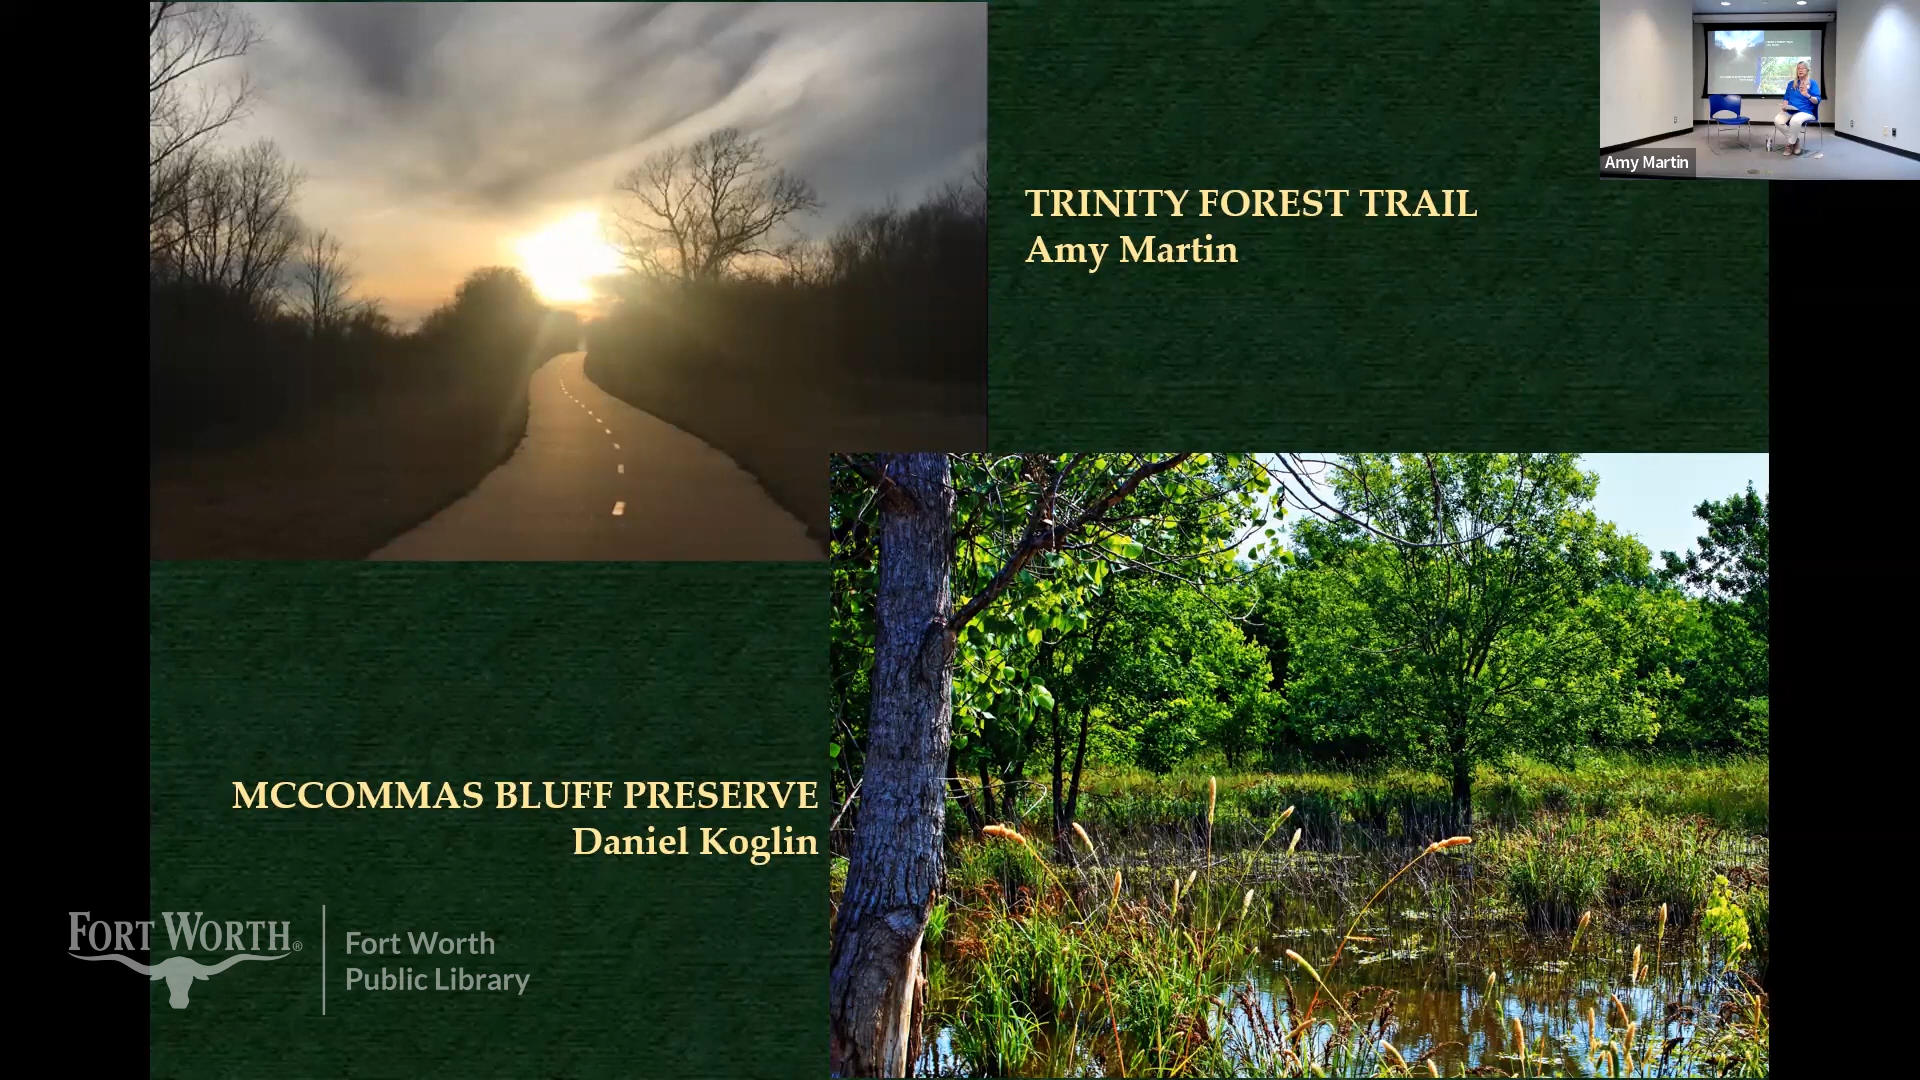 Amy Martin
TRINITY FOREST TRAIL
Amy Martin
MCCOMMAS BLUFF PRESERVE
Daniel Koglin
FORT WORTH®
Fort Worth
Public Library